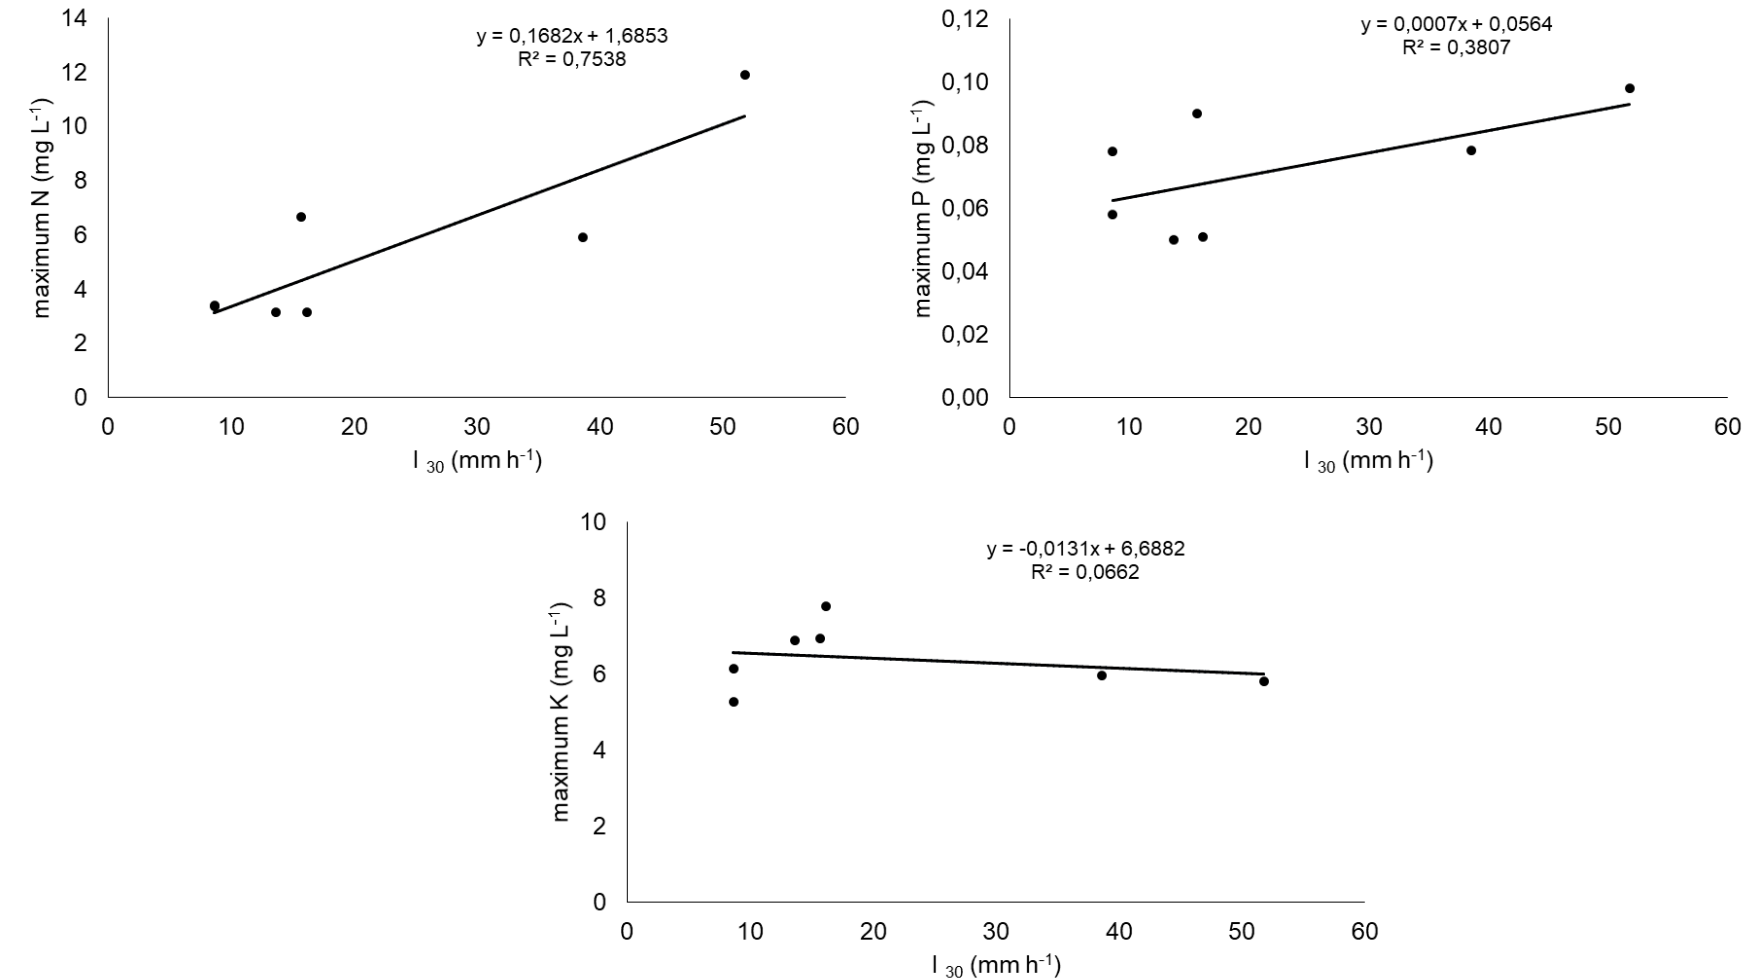 y = 0,1682x + 1,6853
R² = 0,7538
maximum N (mg L⁻¹)
14
12
10
8
6
4
2
0
0 10 20 30 40 50 60
I ₃₀ (mm h⁻¹)
y = 0,0007x + 0,0564
R² = 0,3807
maximum P (mg L⁻¹)
0,12
0,10
0,08
0,06
0,04
0,02
0,00
0 10 20 30 40 50 60
I ₃₀ (mm h⁻¹)
y = -0,0131x + 6,6882
R² = 0,0662
maximum K (mg L⁻¹)
10
8
6
4
2
0
0 10 20 30 40 50 60
I ₃₀ (mm h⁻¹)